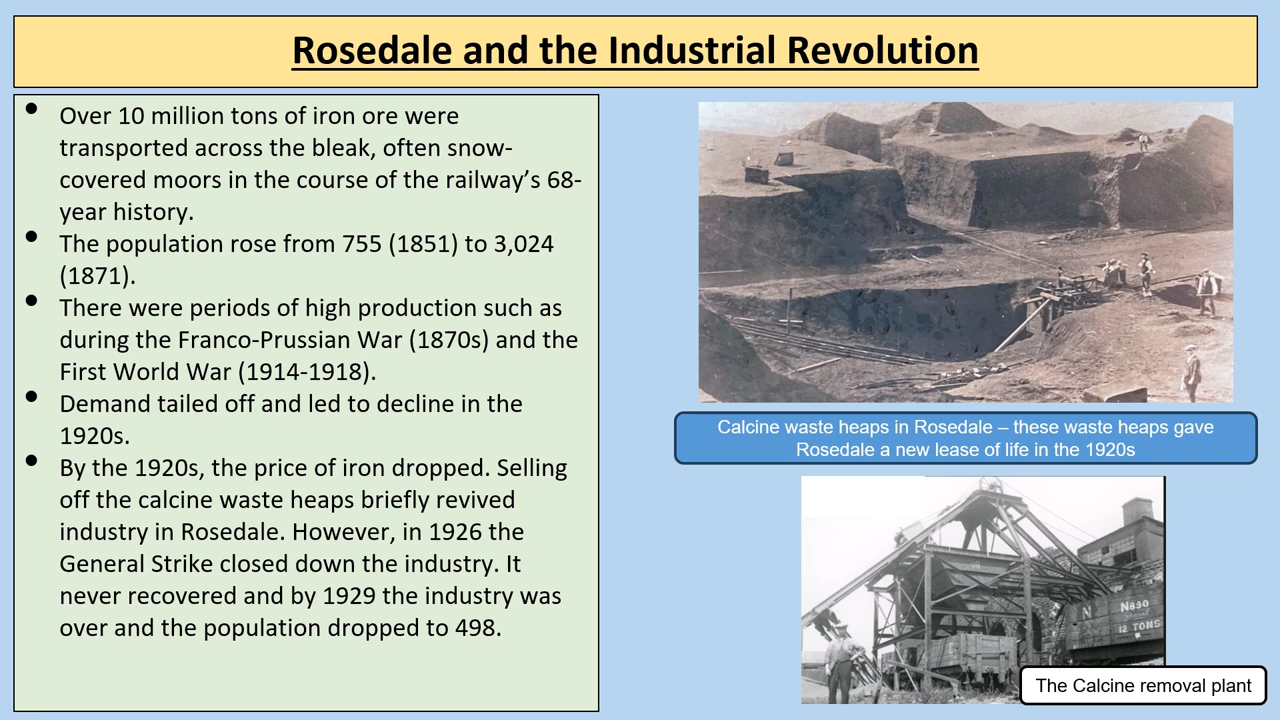 Rosedale and the Industrial Revolution
• Over 10 million tons of iron ore were
transported across the bleak, often snow-
covered moors in the course of the railway’s 68-
year history.
• The population rose from 755 (1851) to 3,024
(1871).
• There were periods of high production such as
during the Franco-Prussian War (1870s) and the
First World War (1914-1918).
• Demand tailed off and led to decline in the
1920s.
• By the 1920s, the price of iron dropped. Selling
off the calcine waste heaps briefly revived
industry in Rosedale. However, in 1926 the
General Strike closed down the industry. It
never recovered and by 1929 the industry was
over and the population dropped to 498.
Calcine waste heaps in Rosedale – these waste heaps gave
Rosedale a new lease of life in the 1920s
N
12 TONS
The Calcine removal plant